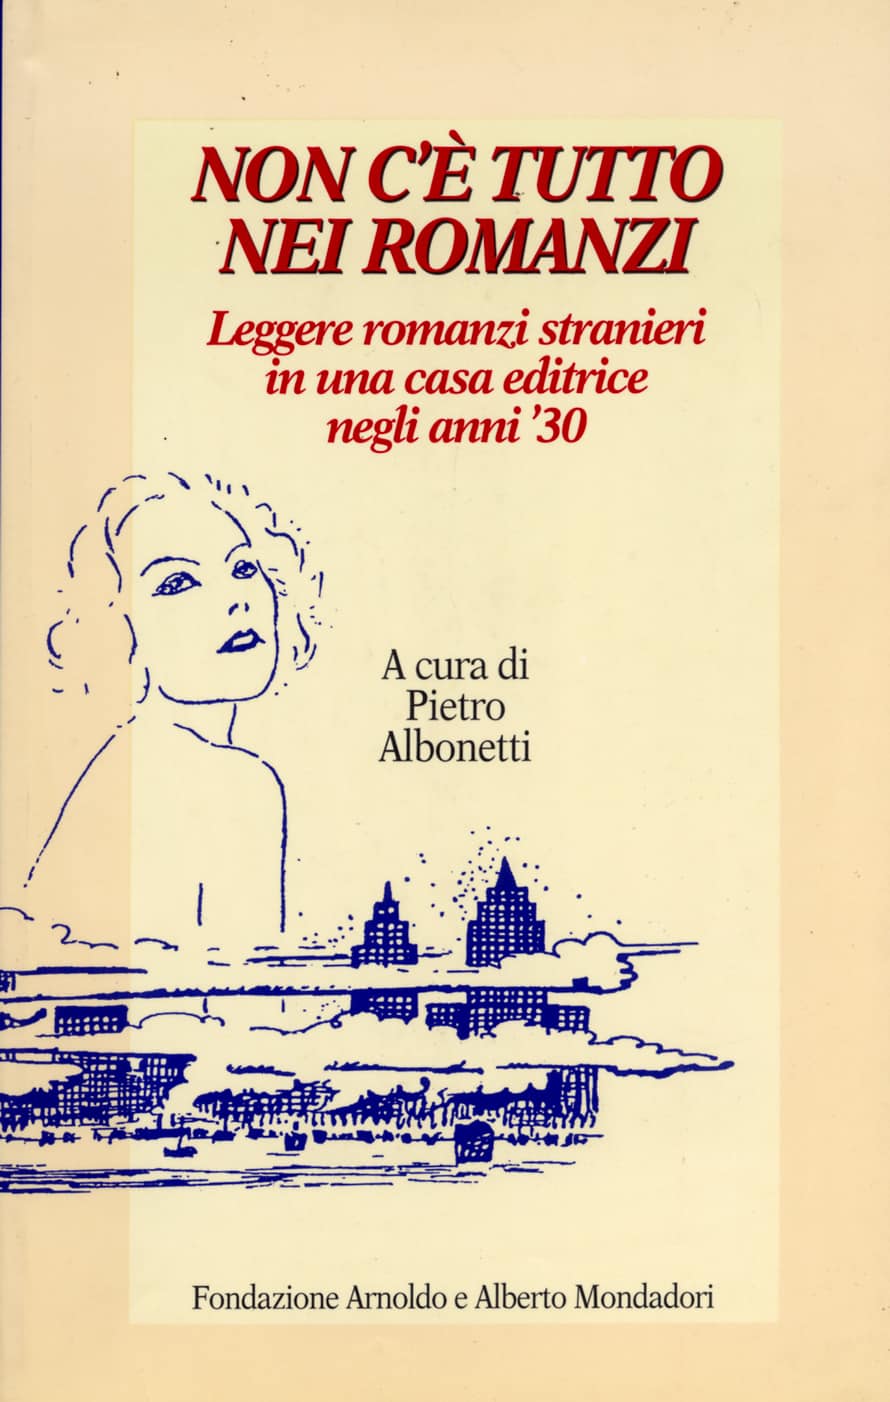 NON C'È TUTTO
NEI ROMANZI
Leggere romanzi stranieri
in una casa editrice
negli anni '30
A cura di
Pietro
Albonetti
Fondazione Arnoldo e Alberto Mondadori